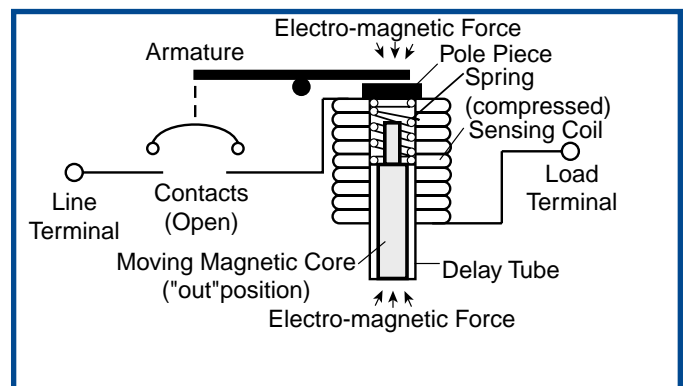 Electro-magnetic Force
Armature
Pole Piece
Spring
(compressed)
Sensing Coil
Line
Terminal
Contacts
(Open)
Load
Terminal
Moving Magnetic Core
("out"position)
Delay Tube
Electro-magnetic Force